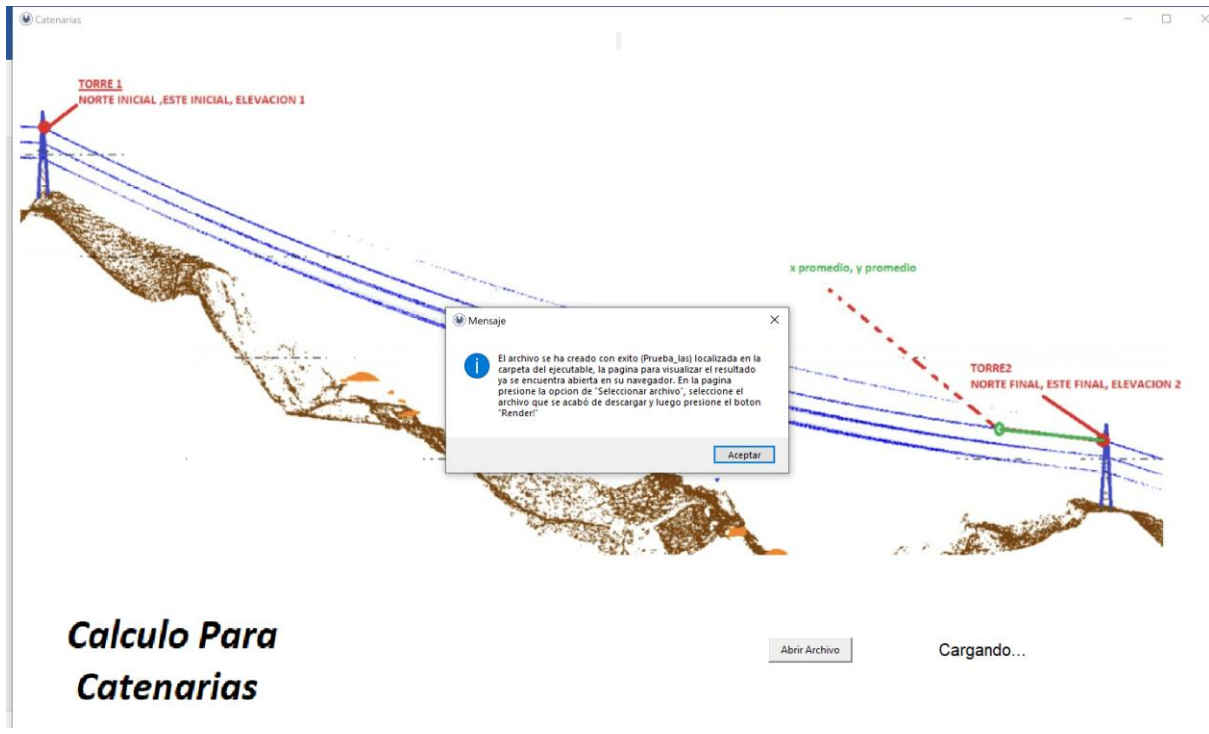 Catenarias
TORRE 1
NORTE INICIAL ,ESTE INICIAL, ELEVACION 1
x promedio, y promedio
TORRE2
NORTE FINAL, ESTE FINAL, ELEVACION 2
Mensaje
El archivo se ha creado con exito (Prueba_las) localizada en la
carpeta del ejecutable, la pagina para visualizar el resultado
ya se encuentra abierta en su navegador. En la pagina
presione la opcion de "Seleccionar archivo", seleccione el
archivo que se acabó de descargar y luego presione el boton
"Render!"
Aceptar
Calculo Para
Catenarias
Abrir Archivo
Cargando...